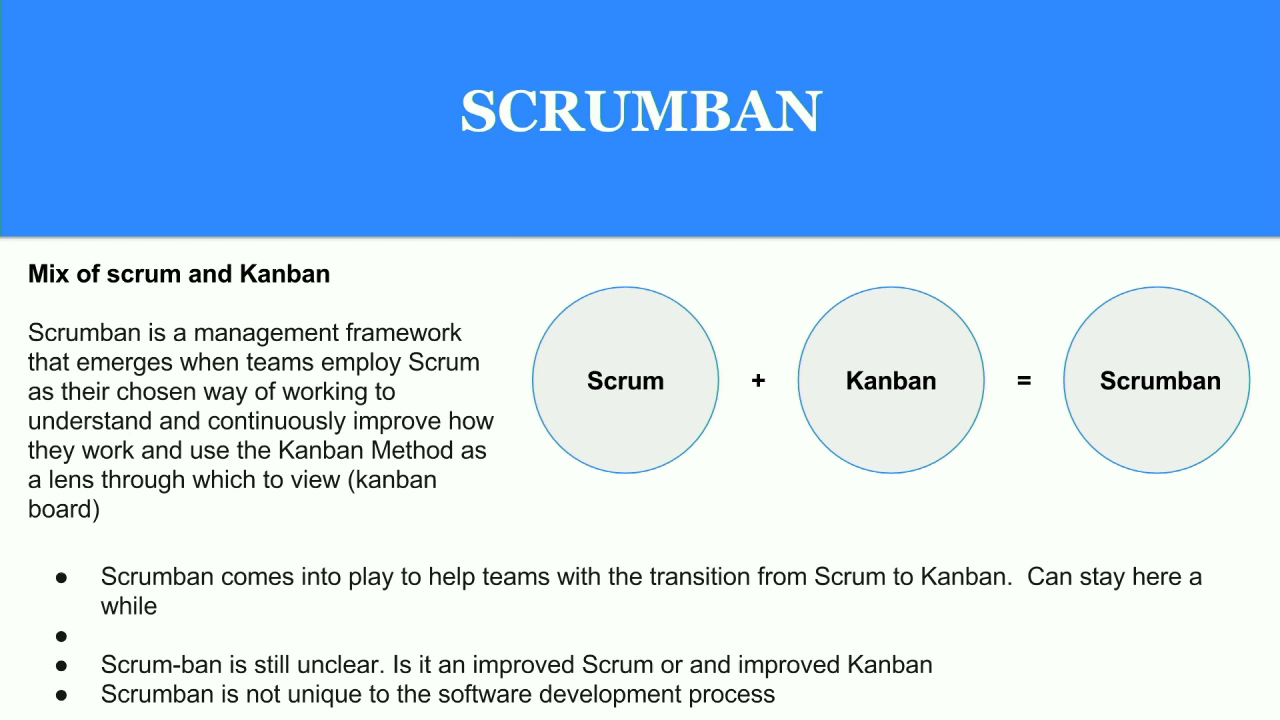 SCRUMBAN
Mix of scrum and Kanban
Scrumban is a management framework
that emerges when teams employ Scrum
as their chosen way of working to
understand and continuously improve how
they work and use the Kanban Method as
a lens through which to view (kanban
board)
Scrum + Kanban = Scrumban
● Scrumban comes into play to help teams with the transition from Scrum to Kanban.  Can stay here a
while
●
● Scrum-ban is still unclear. Is it an improved Scrum or and improved Kanban
● Scrumban is not unique to the software development process